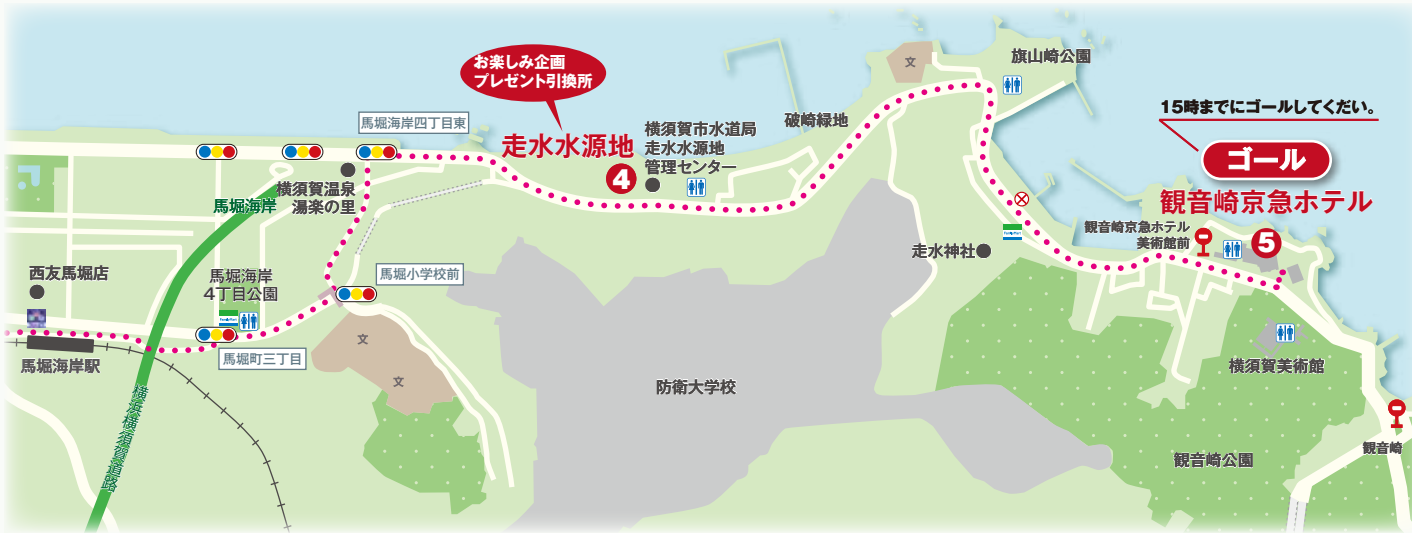 お楽しみ企画
プレゼント引換所
旗山崎公園
文
15時までにゴールしてくだい。
馬堀海岸四丁目東
破崎緑地
走水水源地
4
横須賀市水道局
走水水源地
管理センター
ゴール
観音崎京急ホテル
横須賀温泉
湯楽の里
馬堀海岸
観音崎京急ホテル
美術館前
5
FamilyMart
走水神社
西友馬堀店
馬堀海岸
4丁目公園
馬堀小学校前
FamilyMart
馬堀町三丁目
馬堀海岸駅
文
文
防衛大学校
横須賀美術館
横浜横須賀道路
観音崎公園
観音崎